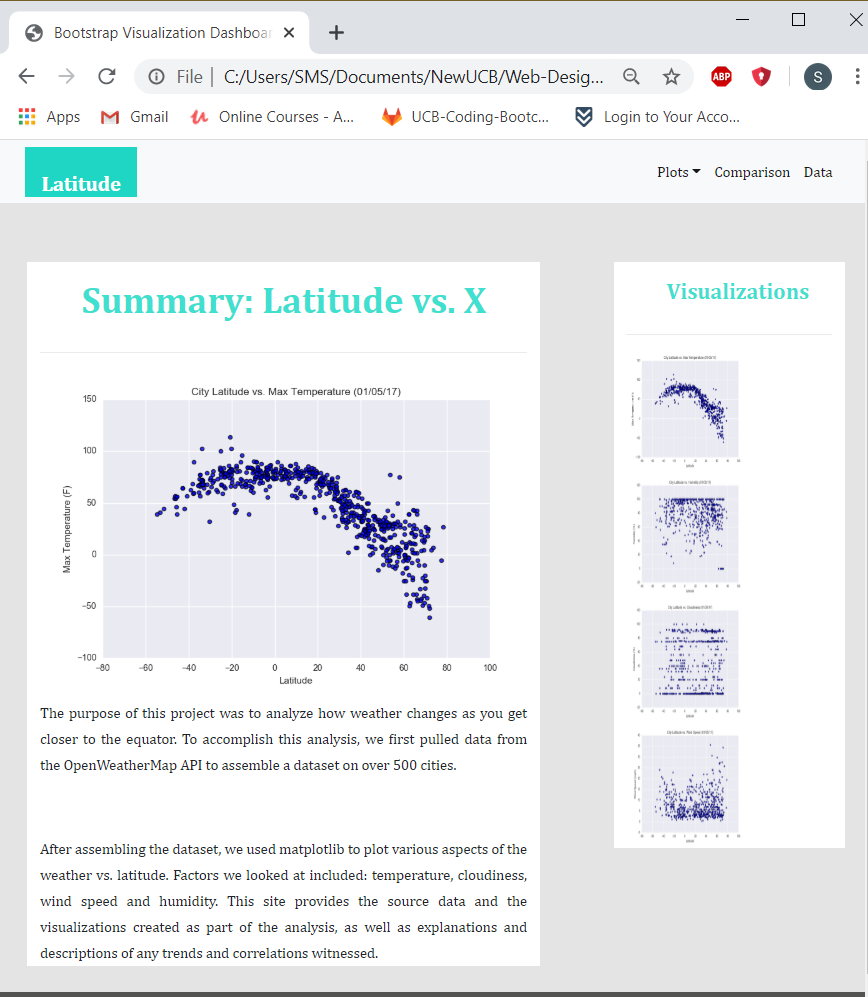 Bootstrap Visualization Dashboar
File
C:/Users/SMS/Documents/NewUCB/Web-Desig...
ABP
S
Apps
Gmail
Online Courses - A...
UCB-Coding-Bootc...
Login to Your Acco...
Latitude
Plots
Comparison
Data
Summary: Latitude vs. X
City Latitude vs. Max Temperature (01/05/17)
150
100
50
0
−50
−100
Max Temperature (F)
−80 −60 −40 −20 0 20 40 60 80 100
Latitude
The purpose of this project was to analyze how weather changes as you get
closer to the equator. To accomplish this analysis, we first pulled data from
the OpenWeatherMap API to assemble a dataset on over 500 cities.
After assembling the dataset, we used matplotlib to plot various aspects of the
weather vs. latitude. Factors we looked at included: temperature, cloudiness,
wind speed and humidity. This site provides the source data and the
visualizations created as part of the analysis, as well as explanations and
descriptions of any trends and correlations witnessed.
Visualizations